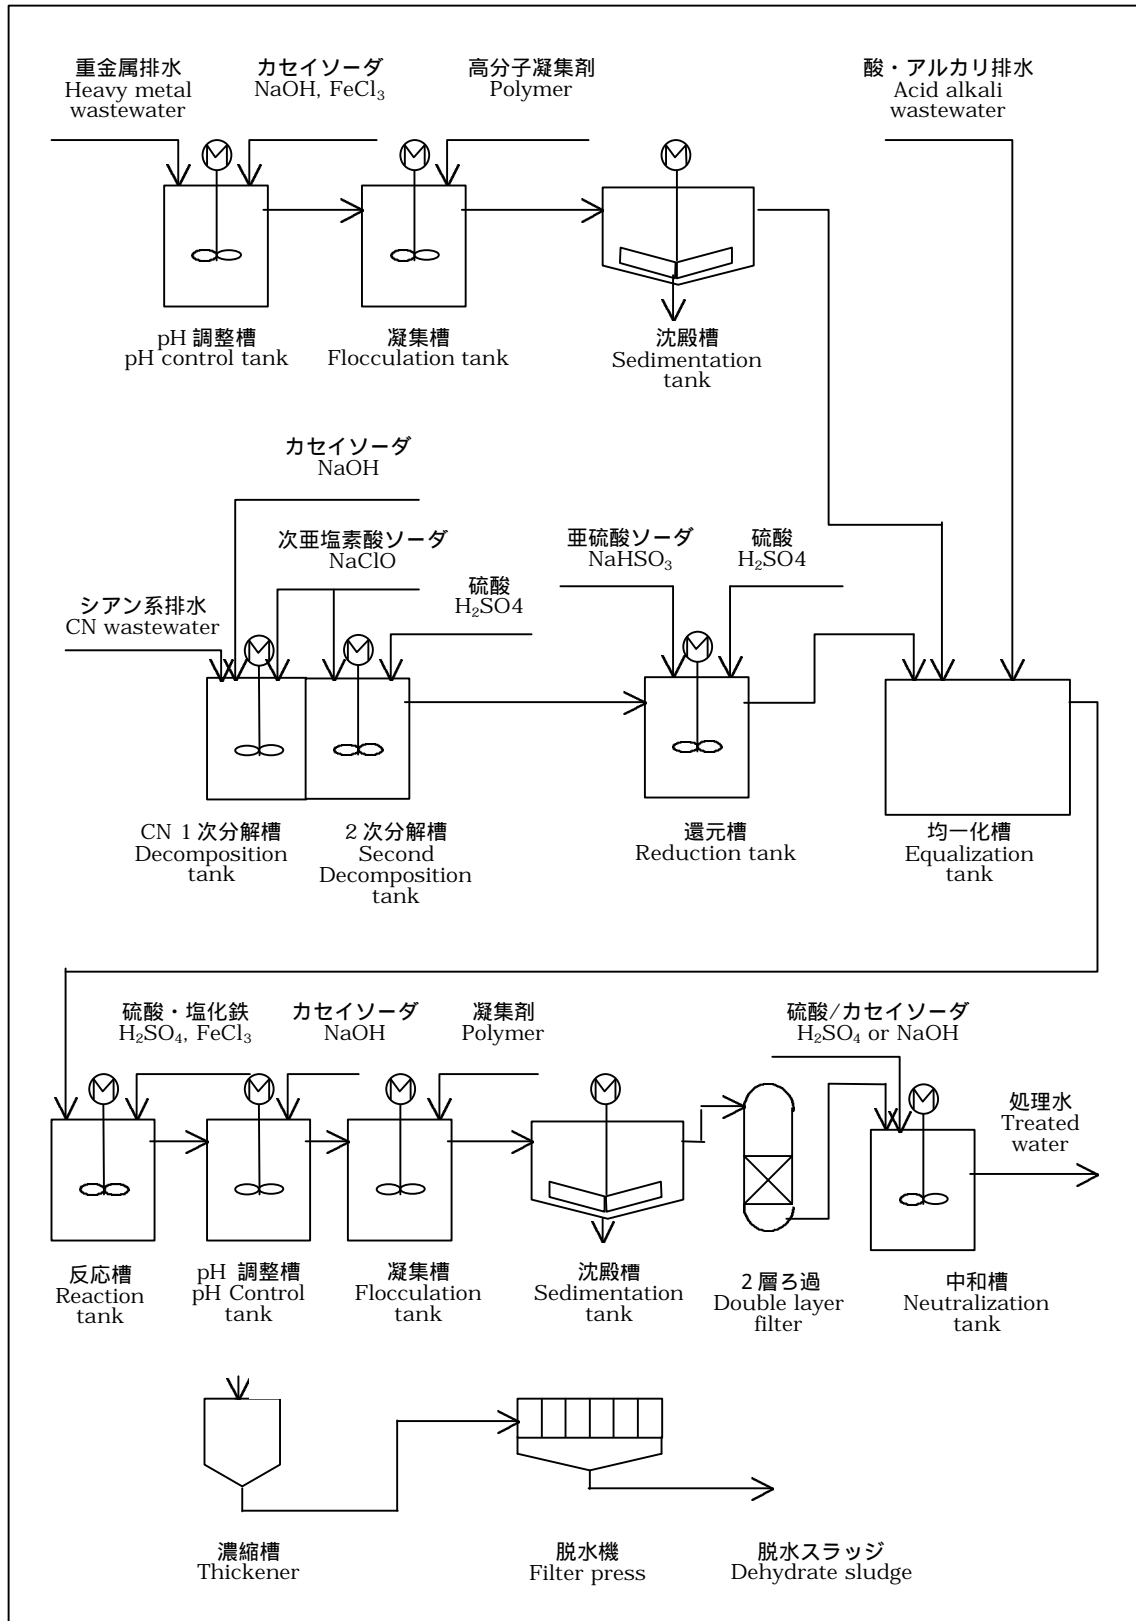 重金属排水
Heavy metal
wastewater
カセイソーダ
NaOH, FeCl₃
高分子凝集剤
Polymer
酸・アルカリ排水
Acid alkali
wastewater
M
M
M
pH 調整槽
pH control tank
凝集槽
Flocculation tank
沈殿槽
Sedimentation
tank
カセイソーダ
NaOH
次亜塩素酸ソーダ
NaClO
硫酸
H₂SO4
亜硫酸ソーダ
NaHSO₃
硫酸
H₂SO4
シアン系排水
CN wastewater
M
M
M
CN 1次分解槽
Decomposition
tank
2次分解槽
Second
Decomposition
tank
還元槽
Reduction tank
均一化槽
Equalization
tank
硫酸・塩化鉄
H₂SO₄, FeCl₃
カセイソーダ
NaOH
凝集剤
Polymer
硫酸/カセイソーダ
H₂SO₄ or NaOH
処理水
Treated
water
M
M
M
M
M
反応槽
Reaction
tank
pH 調整槽
pH Control
tank
凝集槽
Flocculation
tank
沈殿槽
Sedimentation
tank
2層ろ過
Double layer
filter
中和槽
Neutralization
tank
濃縮槽
Thickener
脱水機
Filter press
脱水スラッジ
Dehydrate sludge